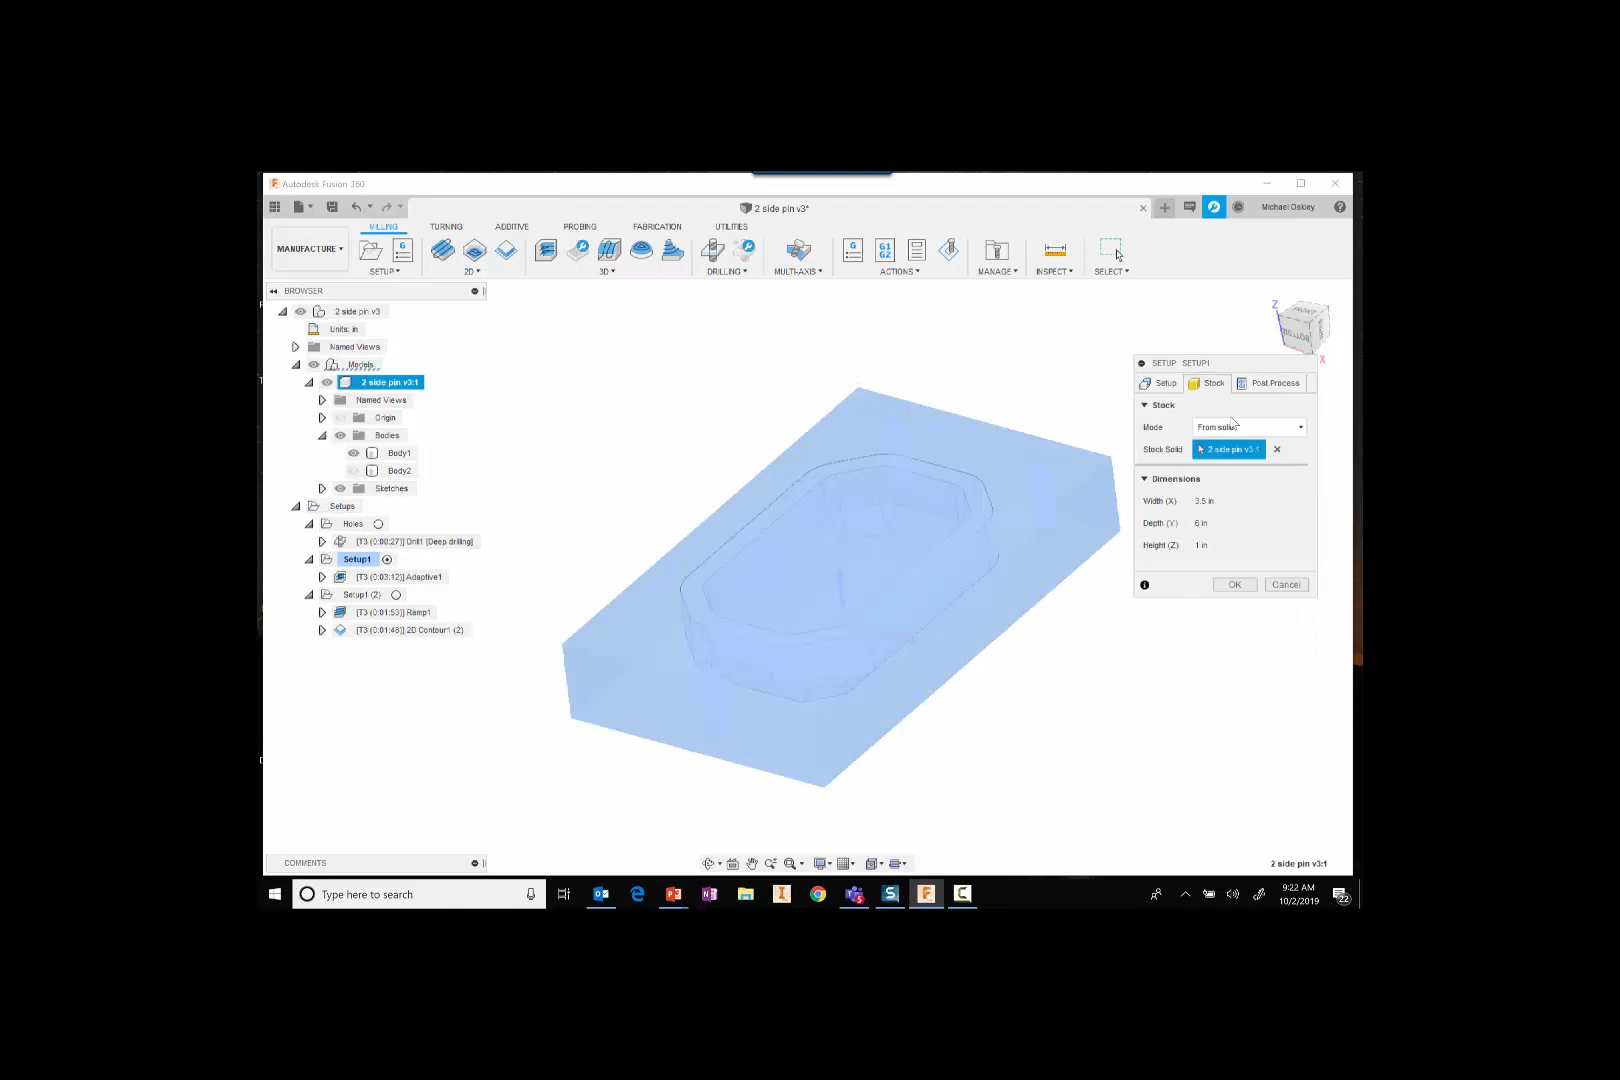 Autodesk Fusion 360
2 side pin v3*
Michael Oakley
MILLING TURNING ADDITIVE PROBING FABRICATION UTILITIES
MANUFACTURE
SETUP 2D 3D DRILLING MULTI-AXIS ACTIONS MANAGE INSPECT SELECT
G G G1 G2
BROWSER
2 side pin v3
Units: in
Named Views
Models
2 side pin v3:1
Named Views
Origin
Bodies
Body1
Body2
Sketches
Setups
Holes
[T3 (0:00:27)] Drill1 [Deep drilling]
Setup1
[T3 (0:03:12)] Adaptive1
Setup1 (2)
[T3 (0:01:53)] Ramp1
[T3 (0:01:48)] 2D Contour1 (2)
Z
FRONT
BOTTOM
X
SETUP : SETUP1
Setup Stock Post Process
Stock
Mode From solid
Stock Solid 2 side pin v3:1
Dimensions
Width (X) 3.5 in
Depth (Y) 6 in
Height (Z) 1 in
OK Cancel
COMMENTS
2 side pin v3:1
Type here to search
9:22 AM
10/2/2019
22